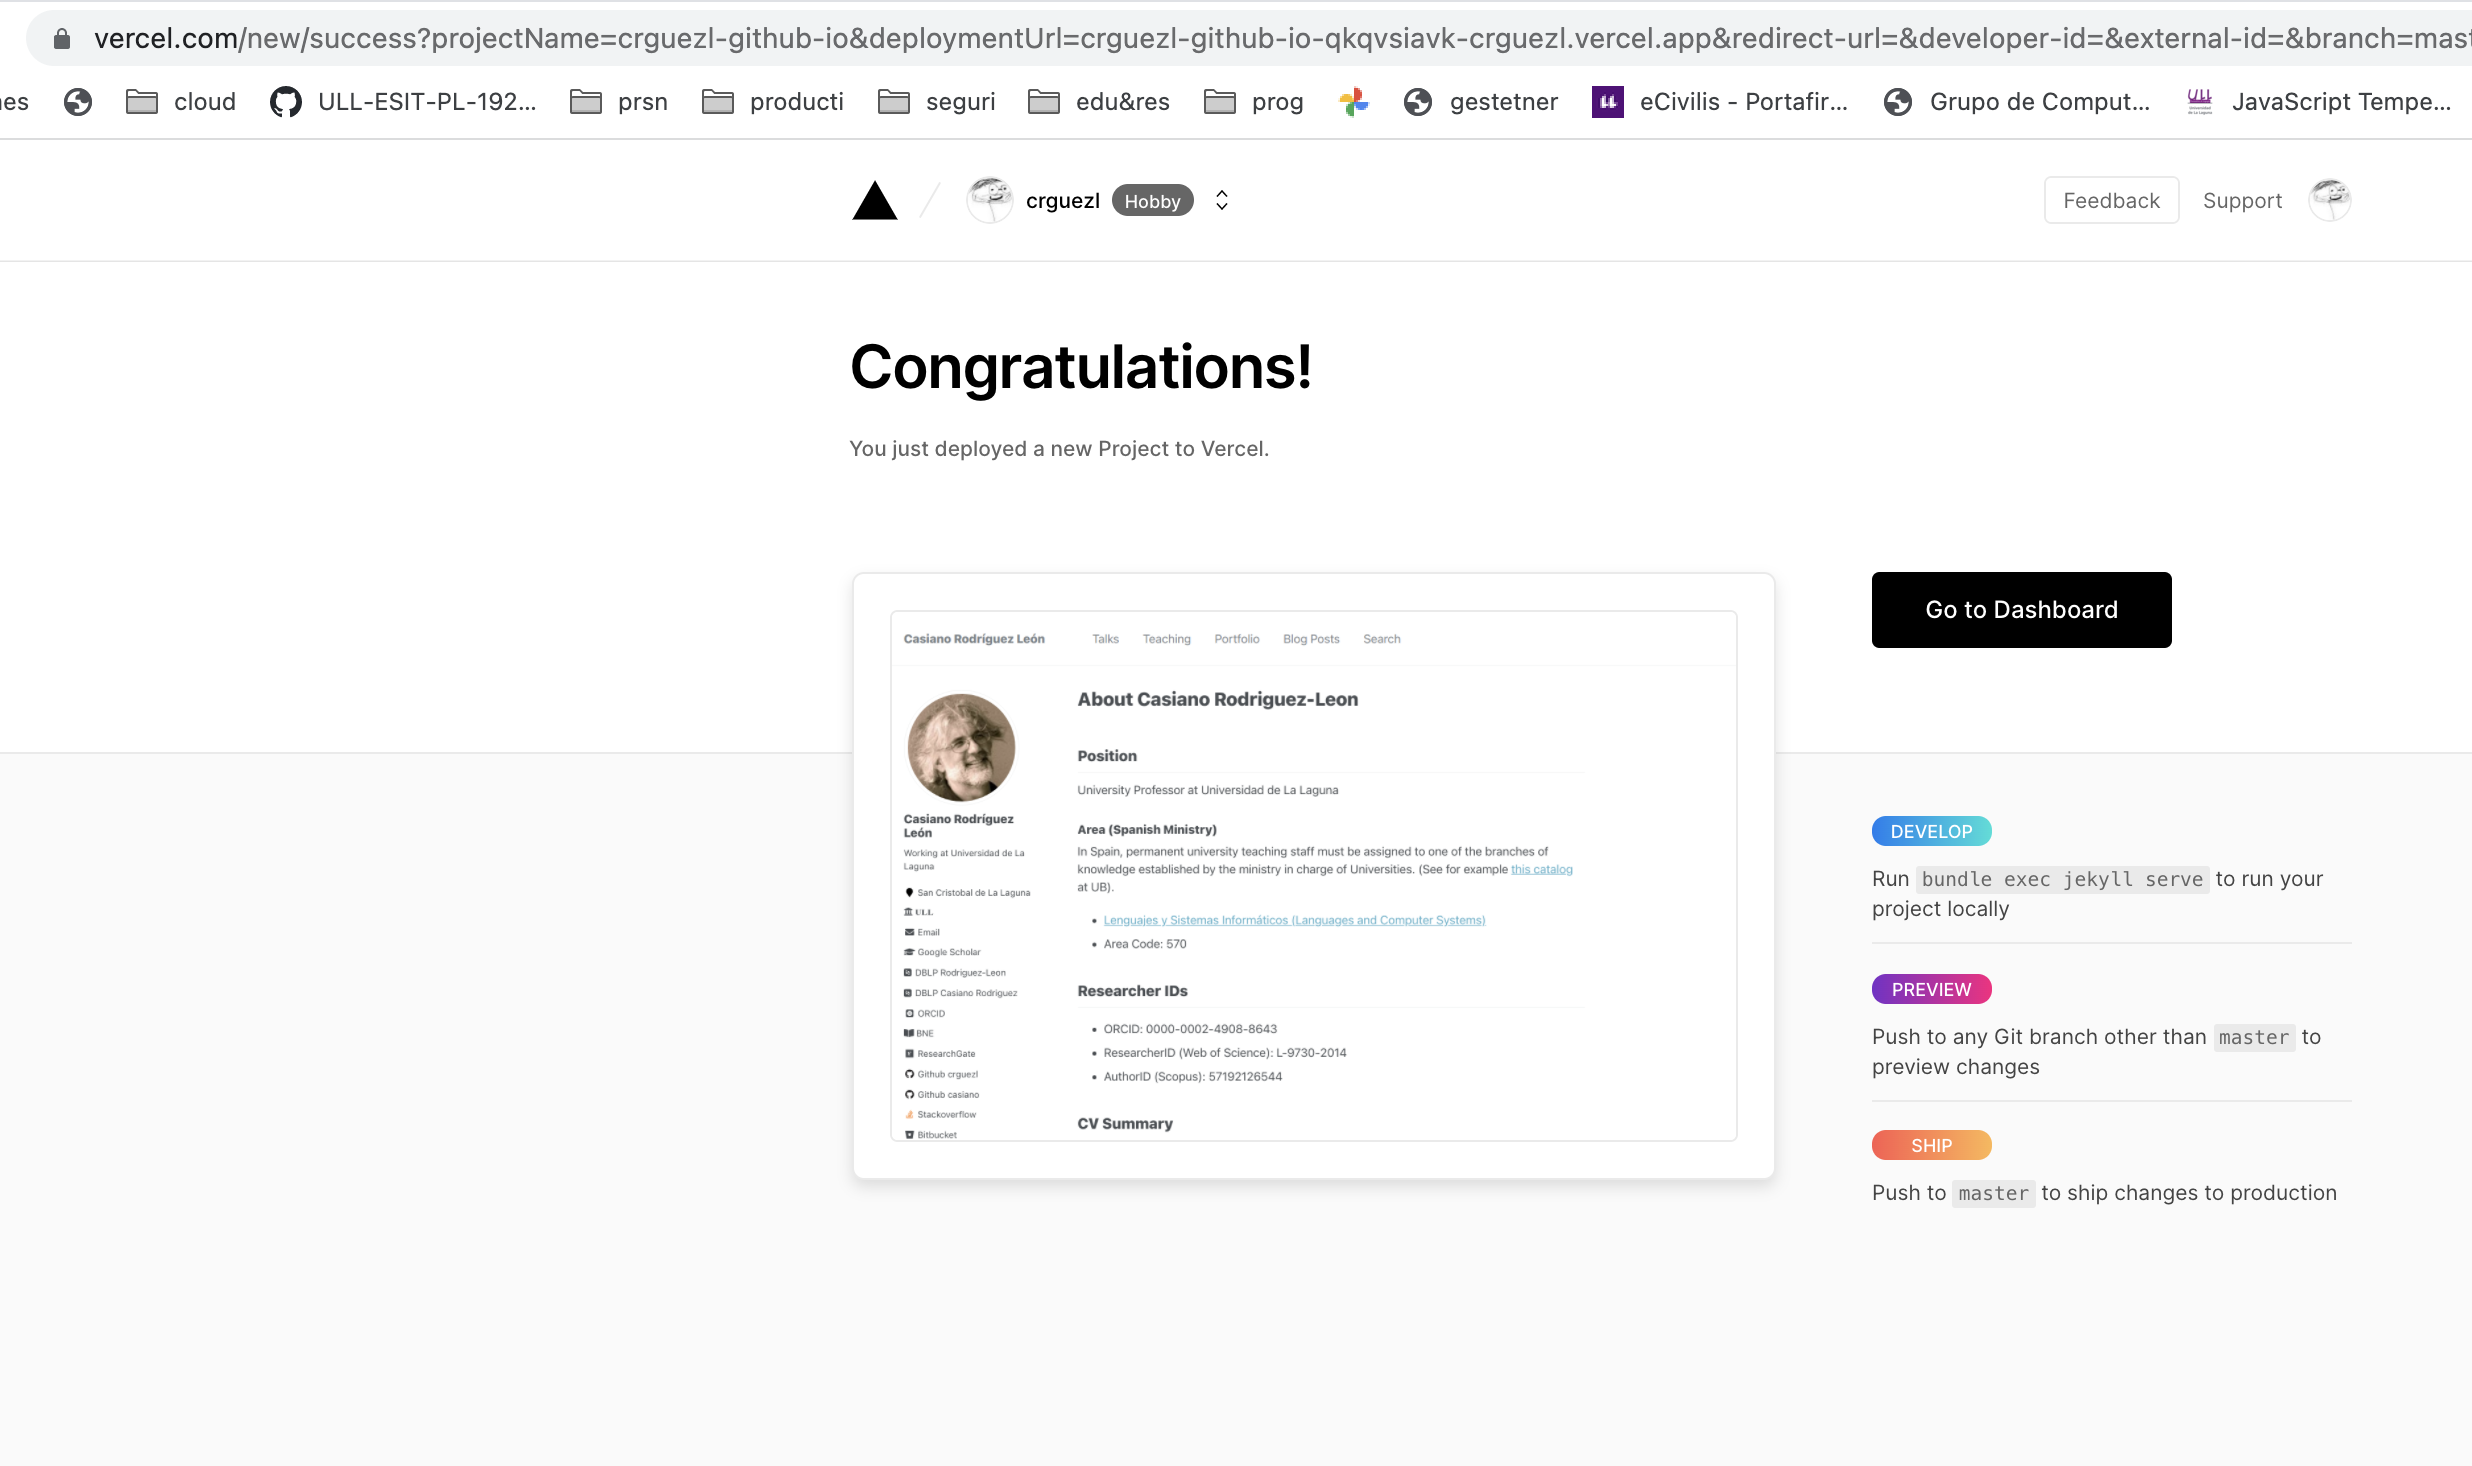 vercel.com/new/success?projectName=crguezl-github-io&deploymentUrl=crguezl-github-io-qkqvsiavk-crguezl.vercel.app&redirect-url=&developer-id=&external-id=&branch=mast
es cloud ULL-ESIT-PL-192... prsn producti seguri edu&res prog gestetner eCivilis - Portafir... Grupo de Comput... ULL JavaScript Tempe...
crguezl Hobby Feedback Support
Congratulations!
You just deployed a new Project to Vercel.
Go to Dashboard
Casiano Rodríguez León Talks Teaching Portfolio Blog Posts Search
Casiano Rodríguez
León
Working at Universidad de La
Laguna
San Cristobal de La Laguna
ULL
Email
Google Scholar
DBLP Rodriguez-Leon
DBLP Casiano Rodriguez
ORCID
BNE
ResearchGate
Github crguezl
Github casiano
Stackoverflow
Bitbucket
About Casiano Rodriguez-Leon
Position
University Professor at Universidad de La Laguna
Area (Spanish Ministry)
In Spain, permanent university teaching staff must be assigned to one of the branches of
knowledge established by the ministry in charge of Universities. (See for example this catalog
at UB).
• Lenguajes y Sistemas Informáticos (Languages and Computer Systems)
• Area Code: 570
Researcher IDs
• ORCID: 0000-0002-4908-8643
• ResearcherID (Web of Science): L-9730-2014
• AuthorID (Scopus): 57192126544
CV Summary
DEVELOP
Run bundle exec jekyll serve to run your
project locally
PREVIEW
Push to any Git branch other than master to
preview changes
SHIP
Push to master to ship changes to production